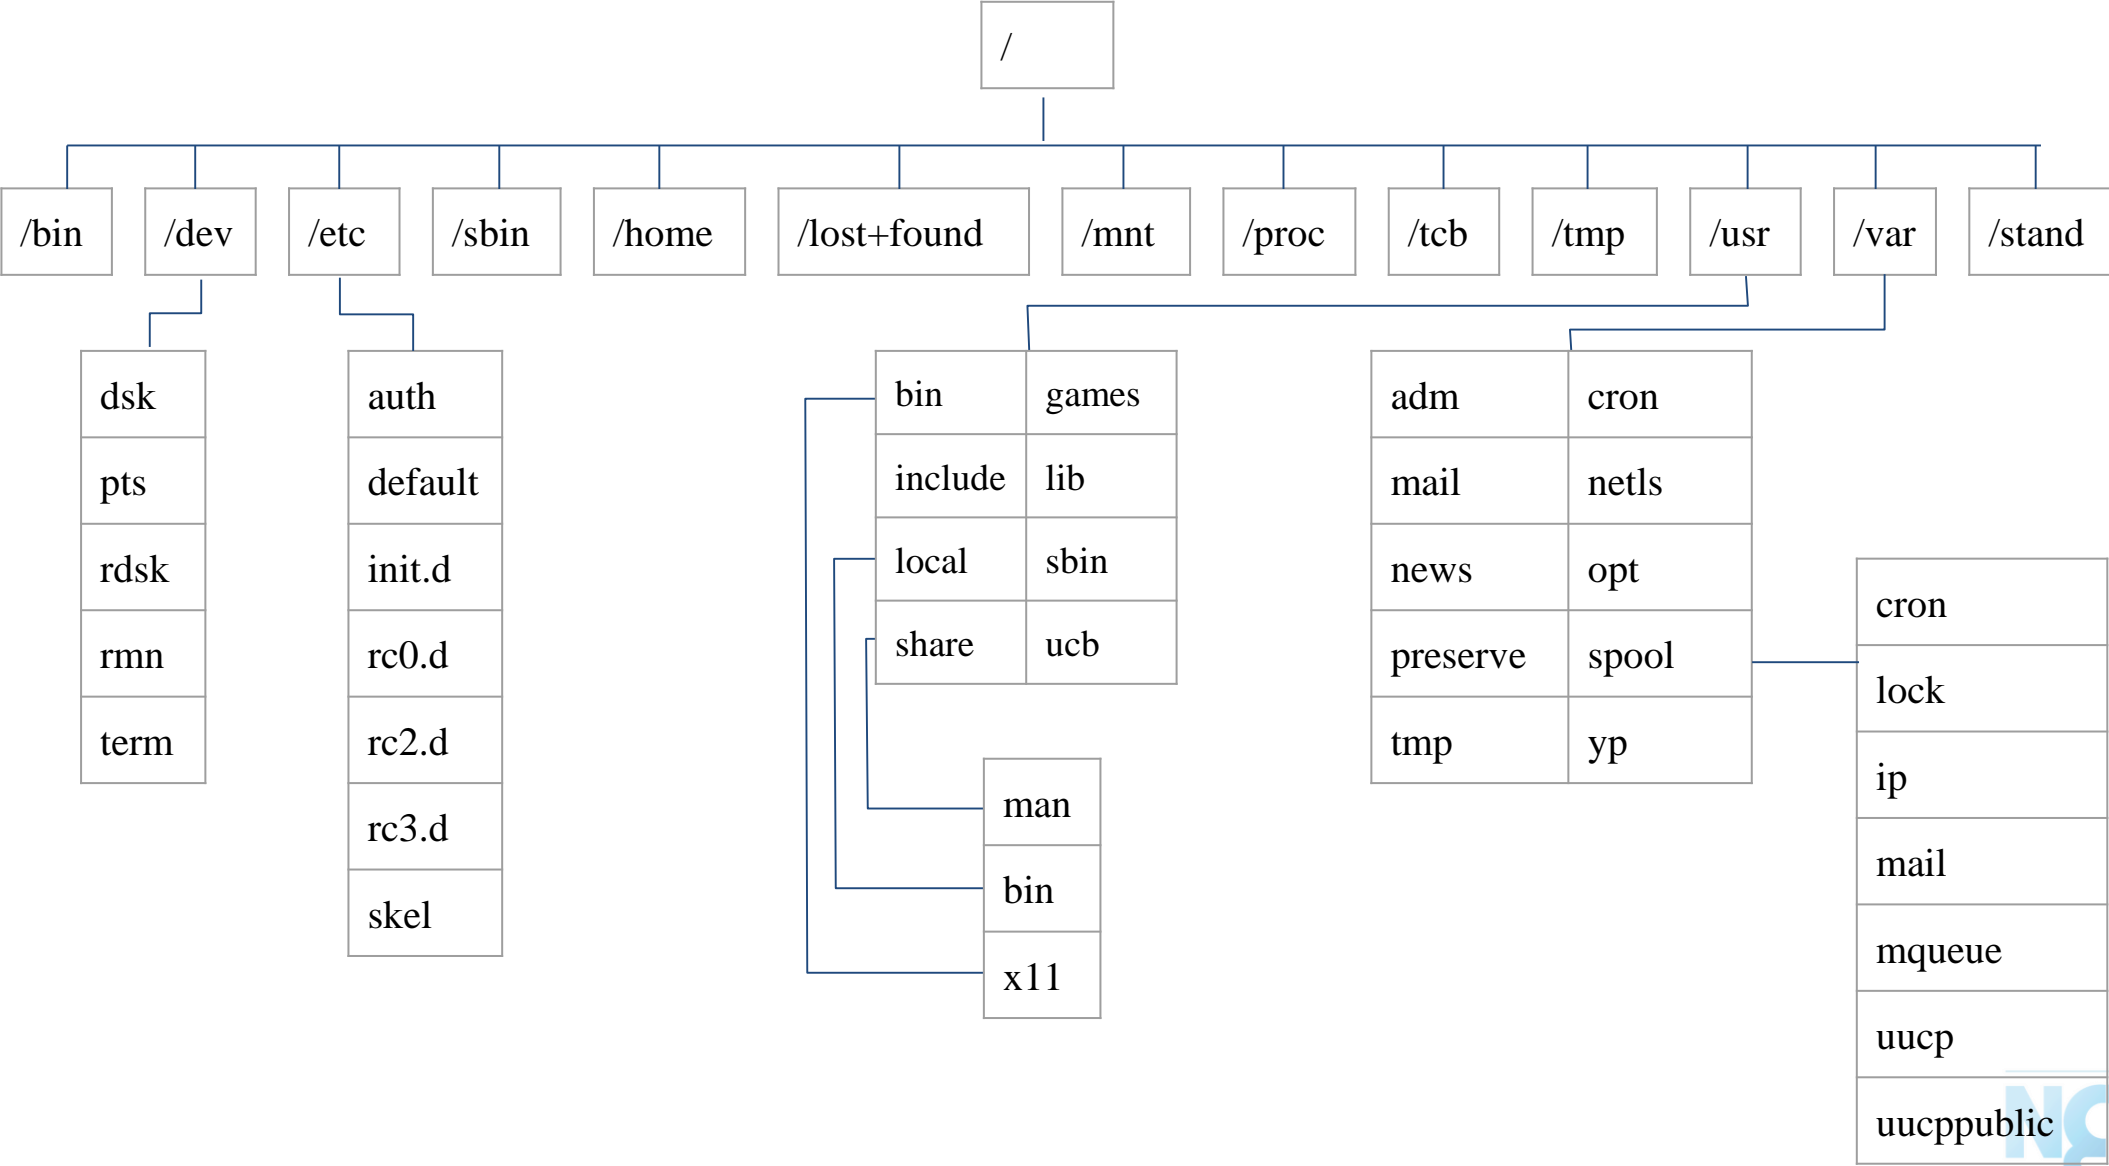 /
/bin
/dev
/etc
/sbin
/home
/lost+found
/mnt
/proc
/tcb
/tmp
/usr
/var
/stand
dsk
pts
rdsk
rmn
term
auth
default
init.d
rc0.d
rc2.d
rc3.d
skel
bin games
include lib
local sbin
share ucb
man
bin
x11
adm cron
mail netls
news opt
preserve spool
tmp yp
cron
lock
ip
mail
mqueue
uucp
uucppublic